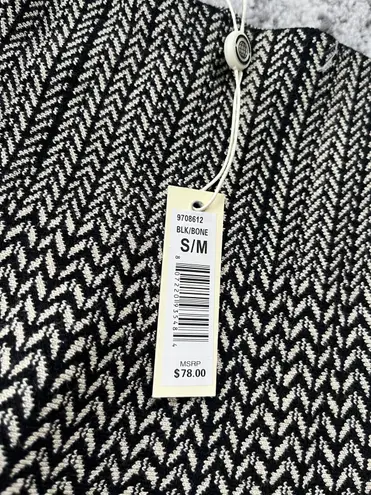 9708612
BLK/BONE
S/M
MSRP
$78.00